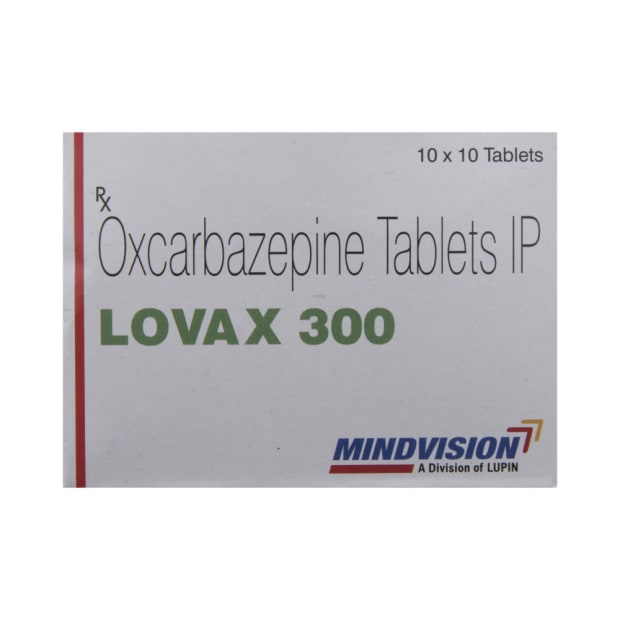 10 x 10 Tablets
Rx
Oxcarbazepine Tablets IP
LOVAX 300
MINDVISION
A Division of LUPIN